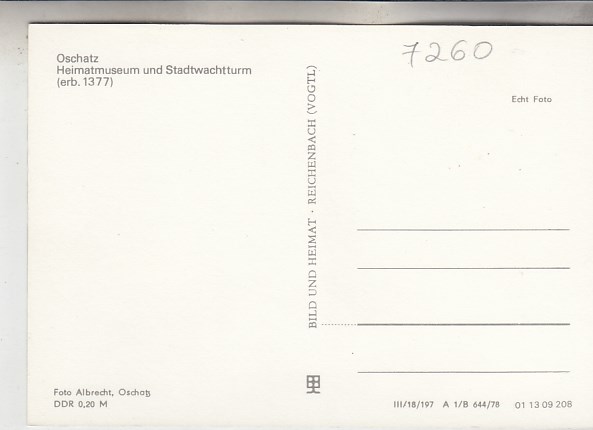 Oschatz
Heimatmuseum und Stadtwachtturm
(erb. 1377)
7260
Echt Foto
BILD UND HEIMAT · REICHENBACH (VOGTL)
Foto Albrecht, Oschatz
DDR 0,20 M
III/18/197 A 1/B 644/78 01 13 09 208